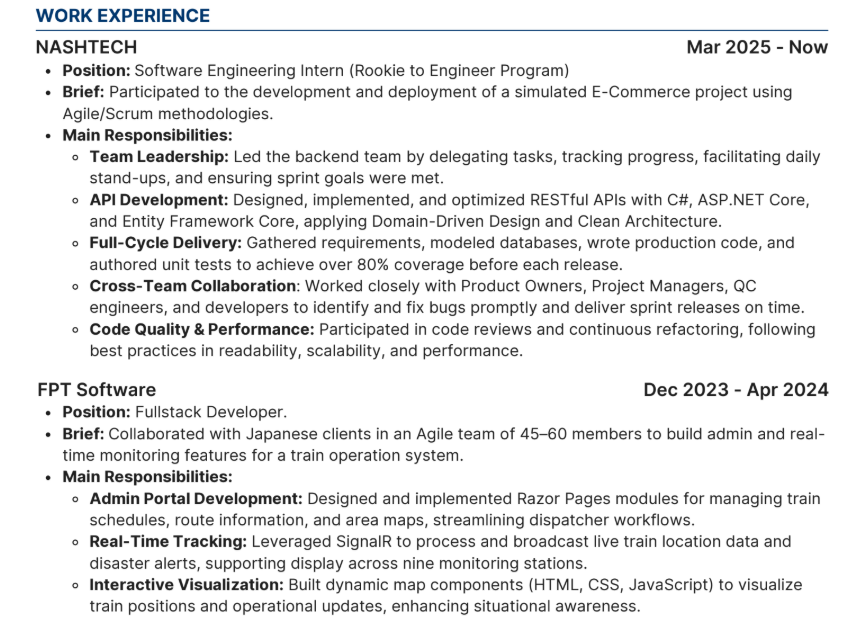 WORK EXPERIENCE
NASHTECH Mar 2025 - Now
• Position: Software Engineering Intern (Rookie to Engineer Program)
• Brief: Participated to the development and deployment of a simulated E-Commerce project using
Agile/Scrum methodologies.
• Main Responsibilities:
◦ Team Leadership: Led the backend team by delegating tasks, tracking progress, facilitating daily
stand-ups, and ensuring sprint goals were met.
◦ API Development: Designed, implemented, and optimized RESTful APIs with C#, ASP.NET Core,
and Entity Framework Core, applying Domain-Driven Design and Clean Architecture.
◦ Full-Cycle Delivery: Gathered requirements, modeled databases, wrote production code, and
authored unit tests to achieve over 80% coverage before each release.
◦ Cross-Team Collaboration: Worked closely with Product Owners, Project Managers, QC
engineers, and developers to identify and fix bugs promptly and deliver sprint releases on time.
◦ Code Quality & Performance: Participated in code reviews and continuous refactoring, following
best practices in readability, scalability, and performance.
FPT Software Dec 2023 - Apr 2024
• Position: Fullstack Developer.
• Brief: Collaborated with Japanese clients in an Agile team of 45–60 members to build admin and real-
time monitoring features for a train operation system.
• Main Responsibilities:
◦ Admin Portal Development: Designed and implemented Razor Pages modules for managing train
schedules, route information, and area maps, streamlining dispatcher workflows.
◦ Real-Time Tracking: Leveraged SignalR to process and broadcast live train location data and
disaster alerts, supporting display across nine monitoring stations.
◦ Interactive Visualization: Built dynamic map components (HTML, CSS, JavaScript) to visualize
train positions and operational updates, enhancing situational awareness.